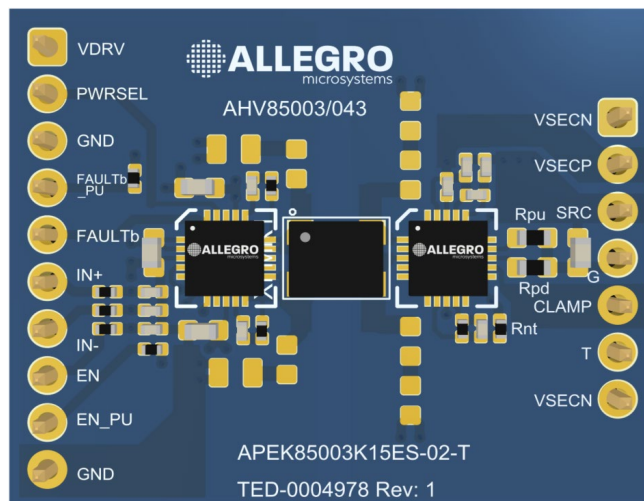 ALLEGRO
microsystems
AHV85003/043
VDRV
PWRSEL
GND
FAULTb
_PU
FAULTb
IN+
IN-
EN
EN_PU
GND
ALLEGRO
microsystems
ALLEGRO
microsystems
Rpu
Rpd
Rnt
VSECN
VSECP
SRC
G
CLAMP
T
VSECN
APEK85003K15ES-02-T
TED-0004978 Rev: 1